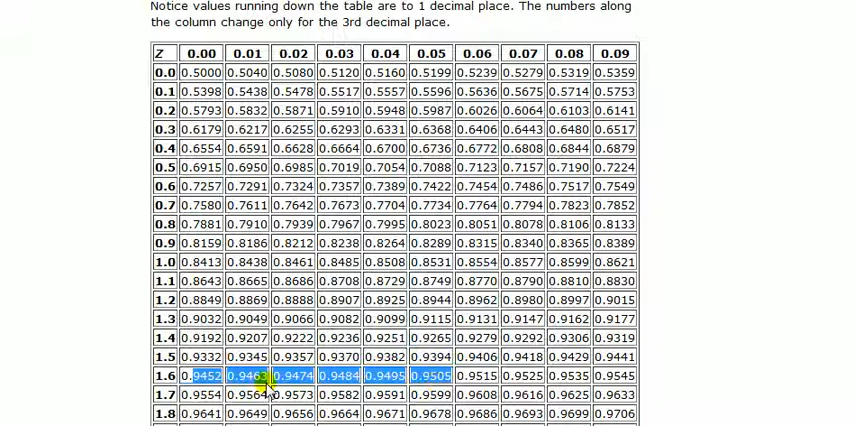 Notice values running down the table are to 1 decimal place. The numbers along
the column change only for the 3rd decimal place.
Z 0.00 0.01 0.02 0.03 0.04 0.05 0.06 0.07 0.08 0.09
0.0 0.5000 0.5040 0.5080 0.5120 0.5160 0.5199 0.5239 0.5279 0.5319 0.5359
0.1 0.5398 0.5438 0.5478 0.5517 0.5557 0.5596 0.5636 0.5675 0.5714 0.5753
0.2 0.5793 0.5832 0.5871 0.5910 0.5948 0.5987 0.6026 0.6064 0.6103 0.6141
0.3 0.6179 0.6217 0.6255 0.6293 0.6331 0.6368 0.6406 0.6443 0.6480 0.6517
0.4 0.6554 0.6591 0.6628 0.6664 0.6700 0.6736 0.6772 0.6808 0.6844 0.6879
0.5 0.6915 0.6950 0.6985 0.7019 0.7054 0.7088 0.7123 0.7157 0.7190 0.7224
0.6 0.7257 0.7291 0.7324 0.7357 0.7389 0.7422 0.7454 0.7486 0.7517 0.7549
0.7 0.7580 0.7611 0.7642 0.7673 0.7704 0.7734 0.7764 0.7794 0.7823 0.7852
0.8 0.7881 0.7910 0.7939 0.7967 0.7995 0.8023 0.8051 0.8078 0.8106 0.8133
0.9 0.8159 0.8186 0.8212 0.8238 0.8264 0.8289 0.8315 0.8340 0.8365 0.8389
1.0 0.8413 0.8438 0.8461 0.8485 0.8508 0.8531 0.8554 0.8577 0.8599 0.8621
1.1 0.8643 0.8665 0.8686 0.8708 0.8729 0.8749 0.8770 0.8790 0.8810 0.8830
1.2 0.8849 0.8869 0.8888 0.8907 0.8925 0.8944 0.8962 0.8980 0.8997 0.9015
1.3 0.9032 0.9049 0.9066 0.9082 0.9099 0.9115 0.9131 0.9147 0.9162 0.9177
1.4 0.9192 0.9207 0.9222 0.9236 0.9251 0.9265 0.9279 0.9292 0.9306 0.9319
1.5 0.9332 0.9345 0.9357 0.9370 0.9382 0.9394 0.9406 0.9418 0.9429 0.9441
1.6 0.9452 0.9463 0.9474 0.9484 0.9495 0.9505 0.9515 0.9525 0.9535 0.9545
1.7 0.9554 0.9564 0.9573 0.9582 0.9591 0.9599 0.9608 0.9616 0.9625 0.9633
1.8 0.9641 0.9649 0.9656 0.9664 0.9671 0.9678 0.9686 0.9693 0.9699 0.9706